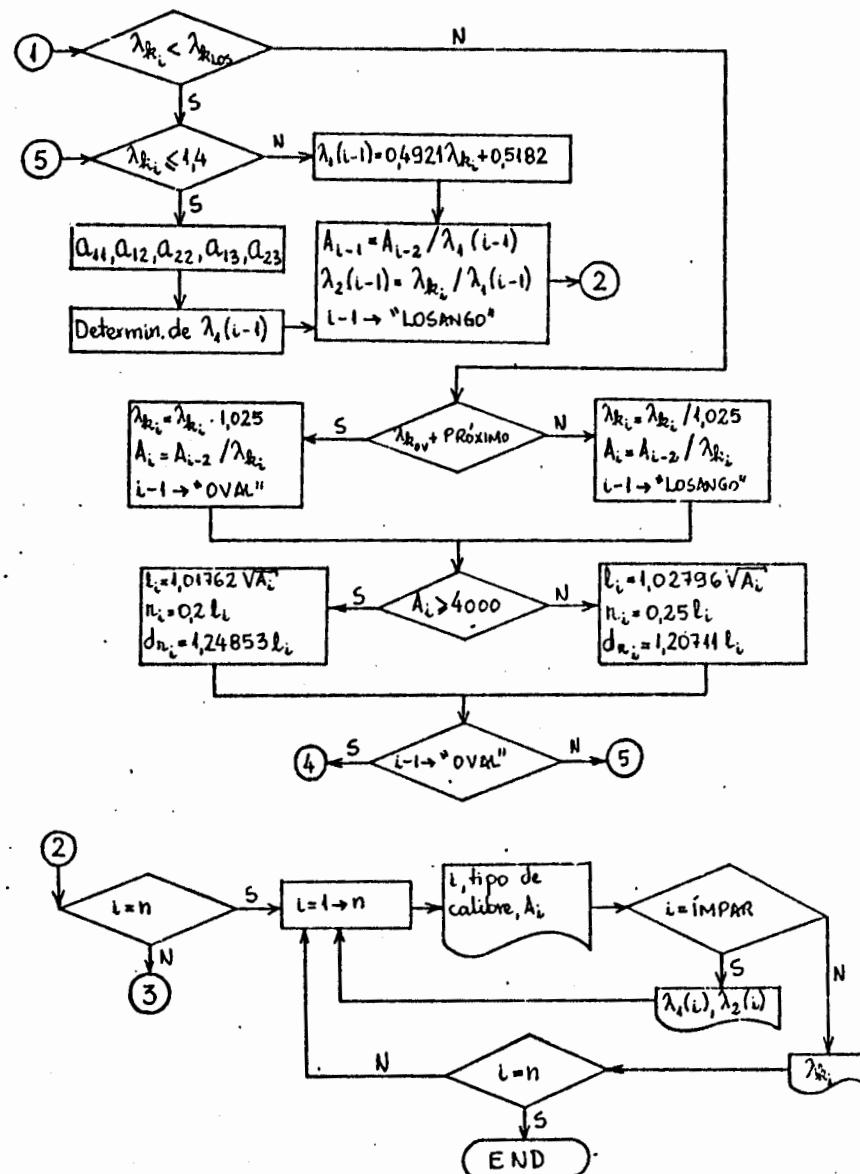 1
λki < λkLOS
N
S
5
λki ≤ 1,4
N
λ1(i-1)=0,4921λki+0,5182
S
a11, a12, a22, a13, a23
Determin. de λ1(i-1)
Ai-1 = Ai-2 / λ1(i-1)
λ2(i-1) = λki / λ1(i-1)
i-1 → "LOSANGO"
2
λki = λki · 1,025
Ai = Ai-2 / λki
i-1 → "OVAL"
S
λkov + PRÓXIMO
N
λki = λki / 1,025
Ai = Ai-2 / λki
i-1 → "LOSANGO"
li = 1,01762 √Ai
ri = 0,2 li
dri = 1,24853 li
S
Ai ≥ 4000
N
li = 1,02796 √Ai
ri = 0,25 li
dri = 1,20711 li
4
S
i-1 → "OVAL"
N
5
2
i = n
S
N
3
i = 1 → n
i, tipo de
calibre, Ai
i = ÍMPAR
S
N
λ1(i), λ2(i)
λki
i = n
N
S
END